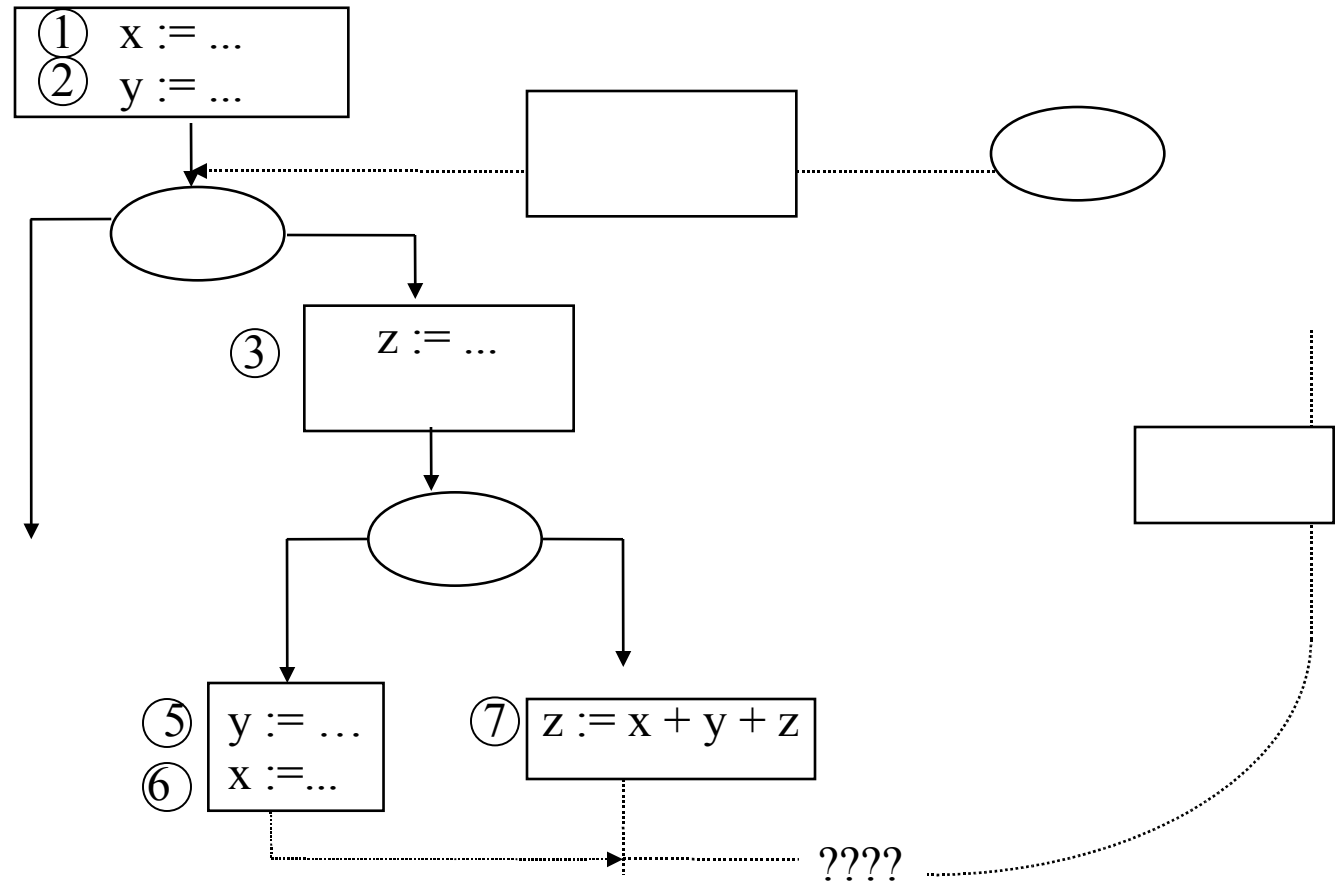 ① x := ...
② y := ...
③ z := ...
⑤ y := …
⑥ x :=...
⑦ z := x + y + z
????